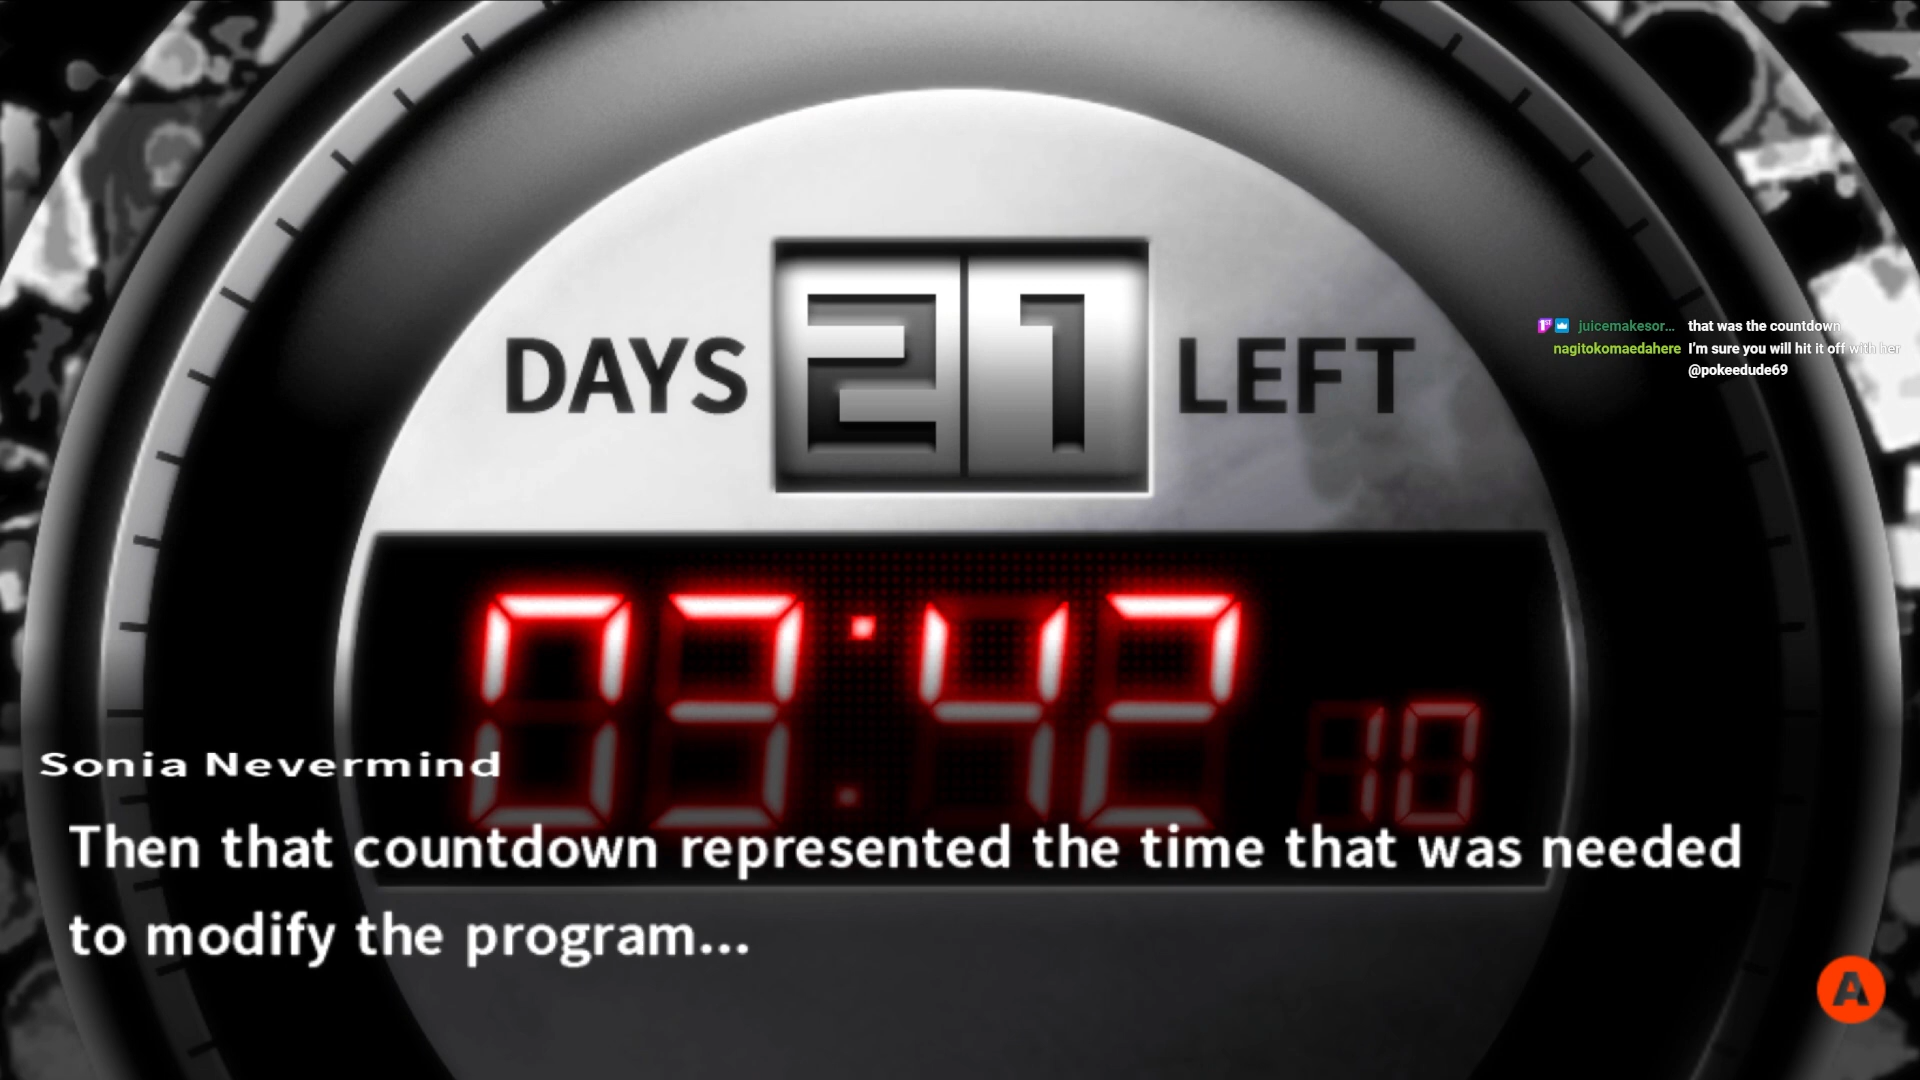 DAYS 21 LEFT
juicemakesor... that was the countdown
nagitokomaedahere I'm sure you will hit it off with her
@pokeedude69
03:42 10
Sonia Nevermind
Then that countdown represented the time that was needed
to modify the program...
A